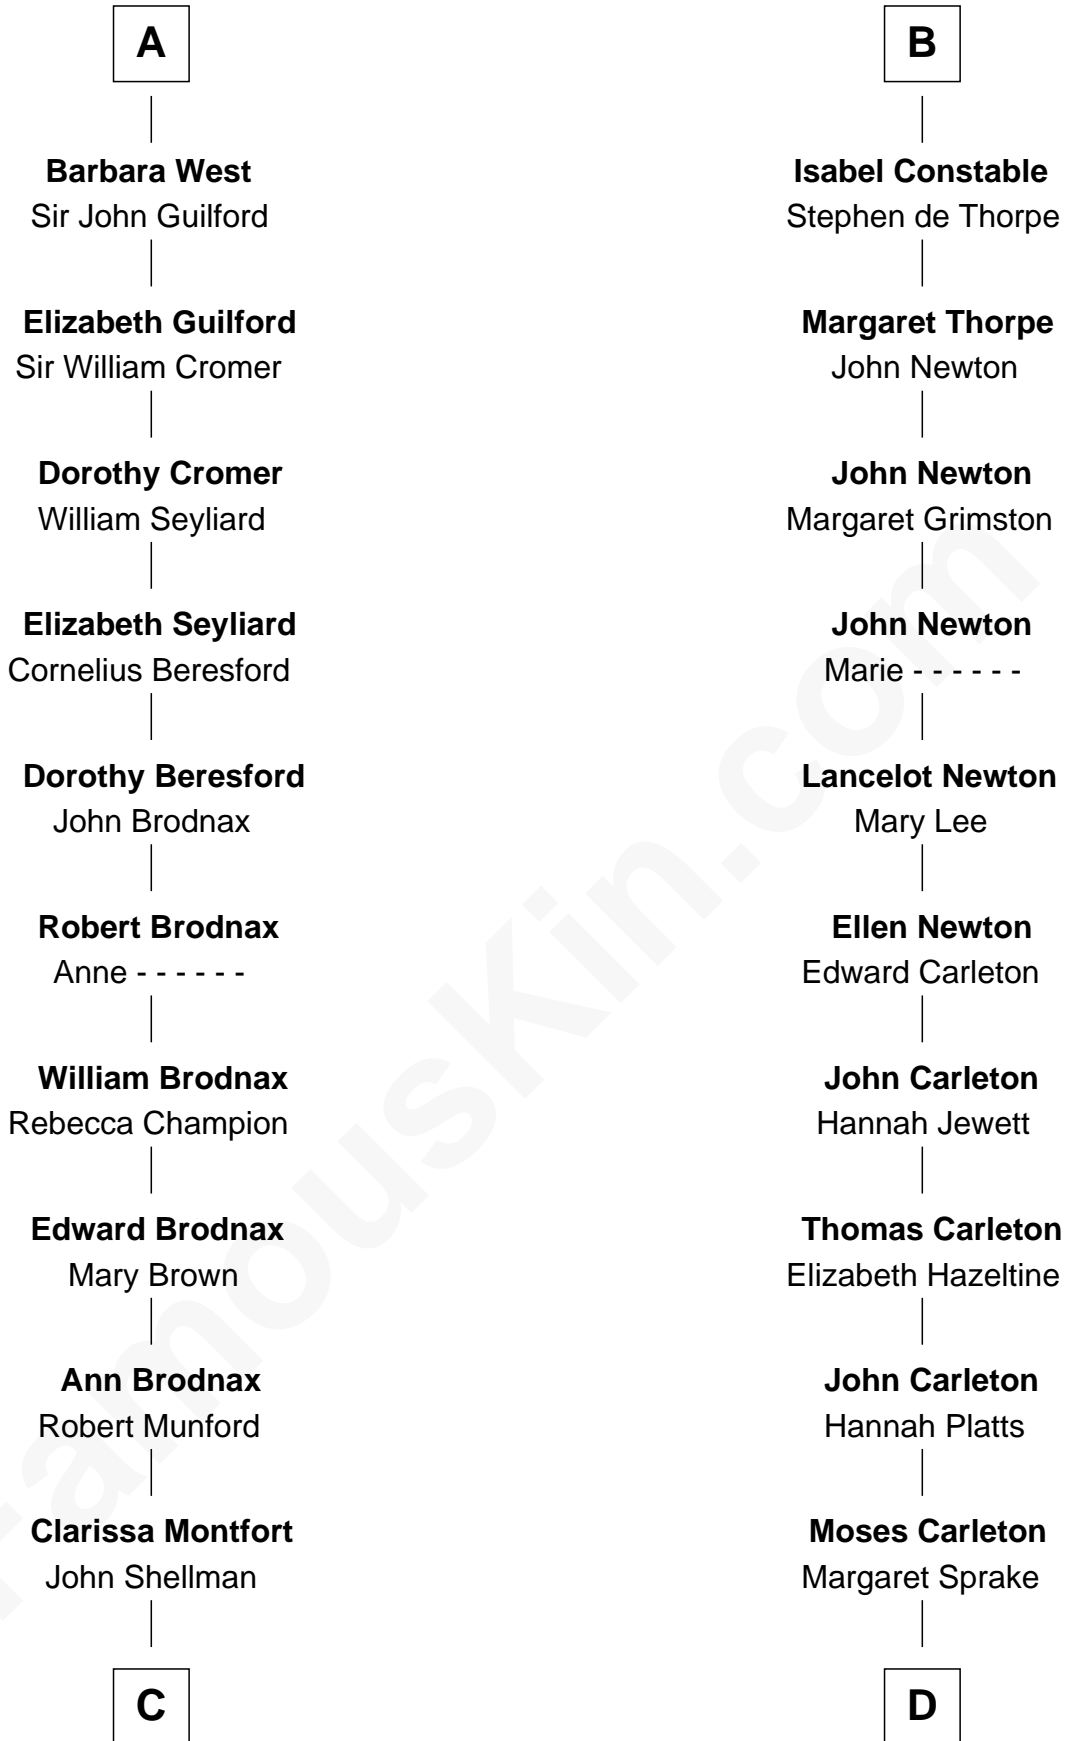 A
Barbara West
Sir John Guilford
Elizabeth Guilford
Sir William Cromer
Dorothy Cromer
William Seyliard
Elizabeth Seyliard
Cornelius Beresford
Dorothy Beresford
John Brodnax
Robert Brodnax
Anne - - - - - -
William Brodnax
Rebecca Champion
Edward Brodnax
Mary Brown
Ann Brodnax
Robert Munford
Clarissa Montfort
John Shellman
C
B
Isabel Constable
Stephen de Thorpe
Margaret Thorpe
John Newton
John Newton
Margaret Grimston
John Newton
Marie - - - - - -
Lancelot Newton
Mary Lee
Ellen Newton
Edward Carleton
John Carleton
Hannah Jewett
Thomas Carleton
Elizabeth Hazeltine
John Carleton
Hannah Platts
Moses Carleton
Margaret Sprake
D
FamousKin.com